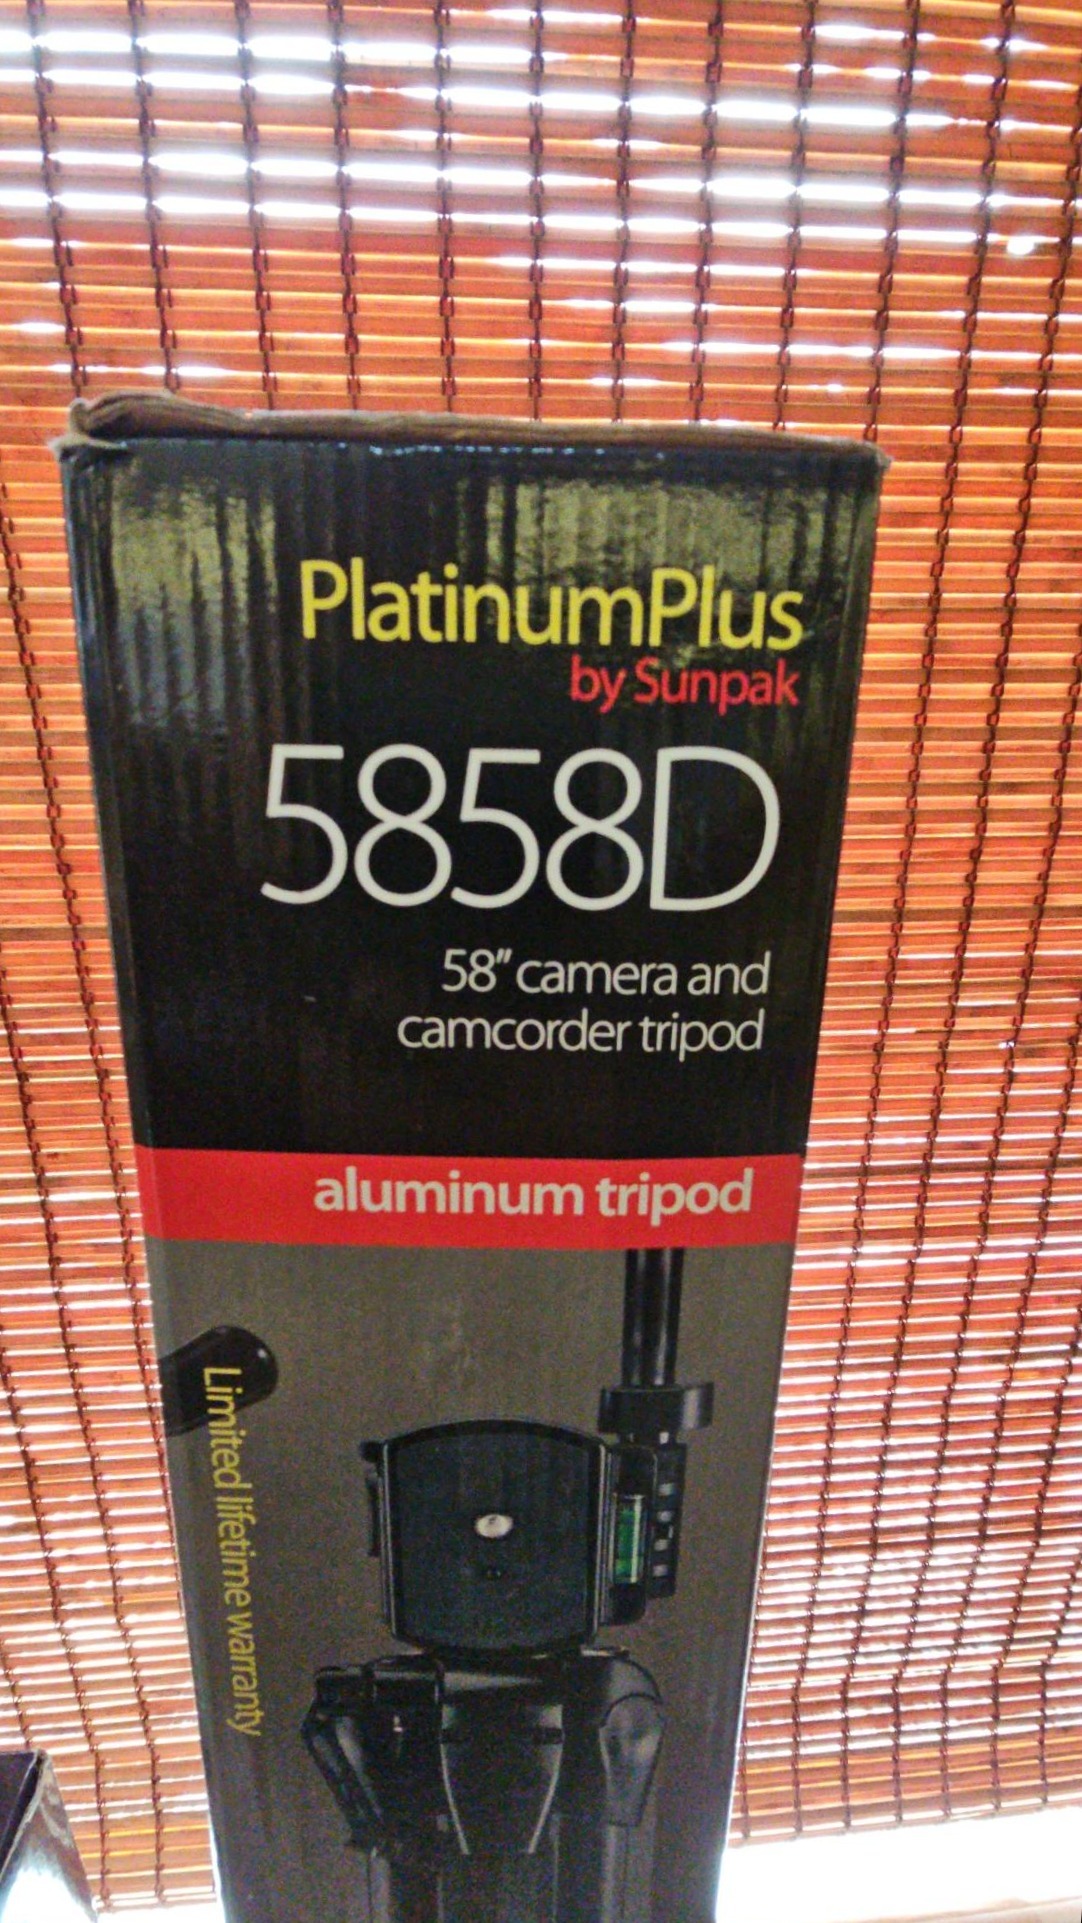 PlatinumPlus
by Sunpak
5858D
58" camera and
camcorder tripod
aluminum tripod
Limited lifetime warranty